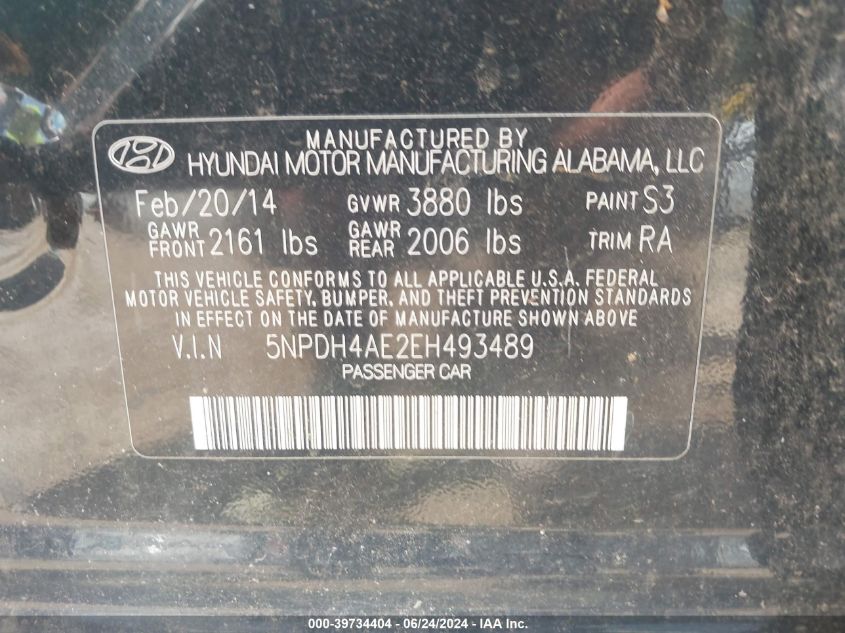 MANUFACTURED BY
HYUNDAI MOTOR MANUFACTURING ALABAMA, LLC
Feb/20/14 GVWR 3880 lbs PAINT S3
GAWR FRONT 2161 lbs GAWR REAR 2006 lbs TRIM RA
THIS VEHICLE CONFORMS TO ALL APPLICABLE U.S.A. FEDERAL
MOTOR VEHICLE SAFETY, BUMPER, AND THEFT PREVENTION STANDARDS
IN EFFECT ON THE DATE OF MANUFACTURE SHOWN ABOVE
V.I.N 5NPDH4AE2EH493489
PASSENGER CAR
000-39734404 - 06/24/2024 - IAA Inc.